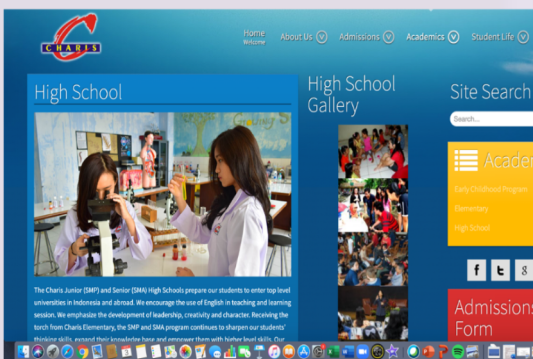 CHARIS
Home
Welcome
About Us
Admissions
Academics
Student Life
High School
High School
Gallery
Site Search
Search...
Early Childhood Program
Elementary
High School
The Charis Junior (SMP) and Senior (SMA) High Schools prepare our students to enter top level
universities in Indonesia and abroad. We encourage the use of English in teaching and learning
session. We emphasize the development of leadership, creativity and character. Receiving the
torch from Charis Elementary, the SMP and SMA program continues to sharpen our students'
thinking skills, expand their knowledge base and empower them with higher level skills. Our
Admissions
Form